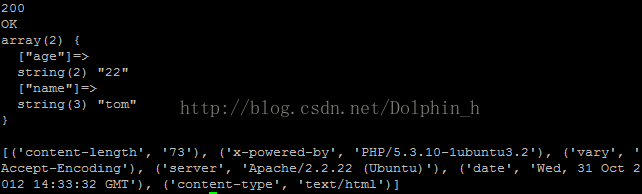 200
OK
array(2) {
  ["age"]=>
  string(2) "22"
  ["name"]=>
  string(3) "tom"
}
http://blog.csdn.net/Dolphin_h
[('content-length', '73'), ('x-powered-by', 'PHP/5.3.10-1ubuntu3.2'), ('vary', '
Accept-Encoding'), ('server', 'Apache/2.2.22 (Ubuntu)'), ('date', 'Wed, 31 Oct 2
012 14:33:32 GMT'), ('content-type', 'text/html')]